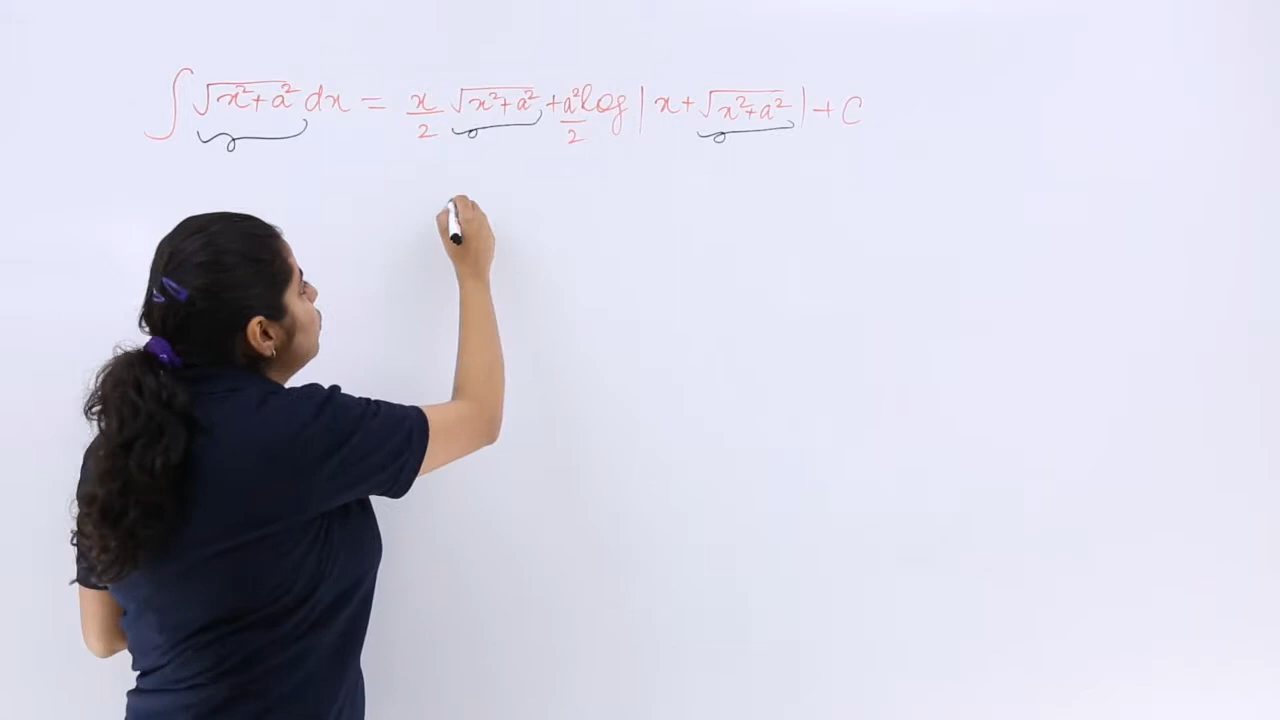 ∫ √(x²+a²) dx = x/2 √(x²+a²) + a²/2 log | x + √(x²+a²) | + C